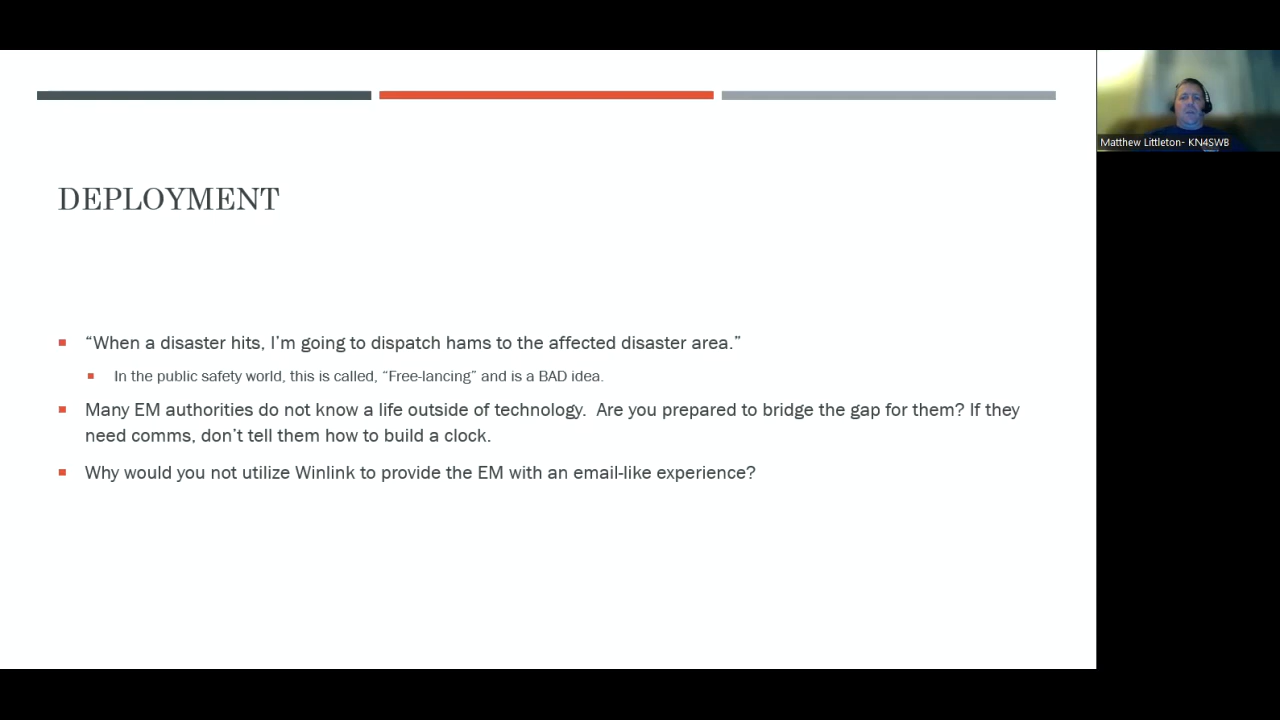 DEPLOYMENT
“When a disaster hits, I’m going to dispatch hams to the affected disaster area.”
In the public safety world, this is called, “Free-lancing” and is a BAD idea.
Many EM authorities do not know a life outside of technology.  Are you prepared to bridge the gap for them? If they
need comms, don’t tell them how to build a clock.
Why would you not utilize Winlink to provide the EM with an email-like experience?
Matthew Littleton- KN4SWB